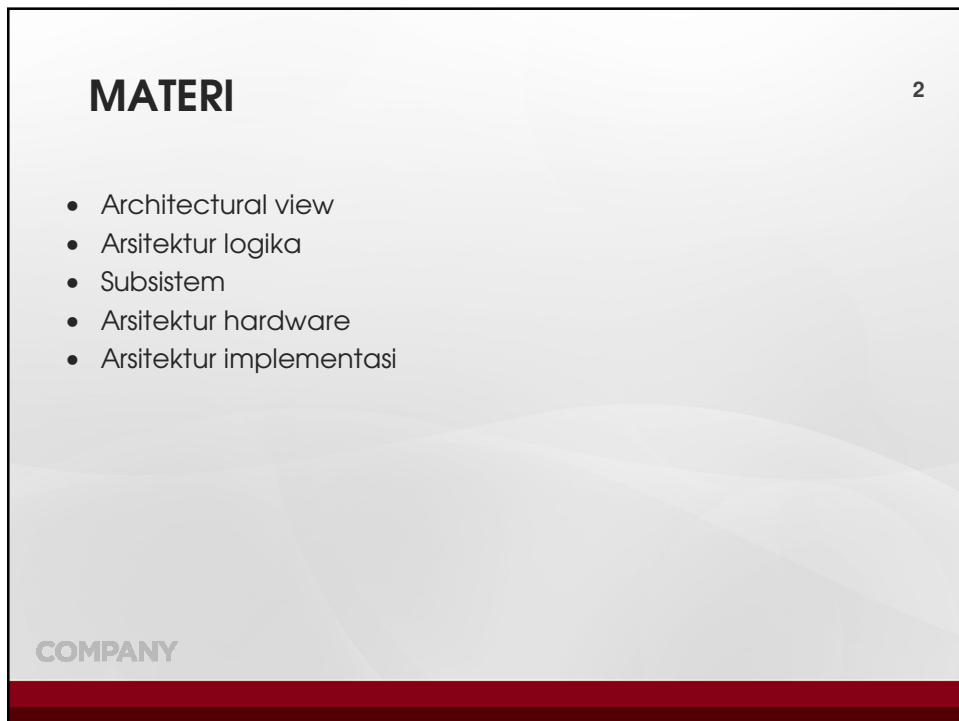 MATERI
2
• Architectural view
• Arsitektur logika
• Subsistem
• Arsitektur hardware
• Arsitektur implementasi
COMPANY